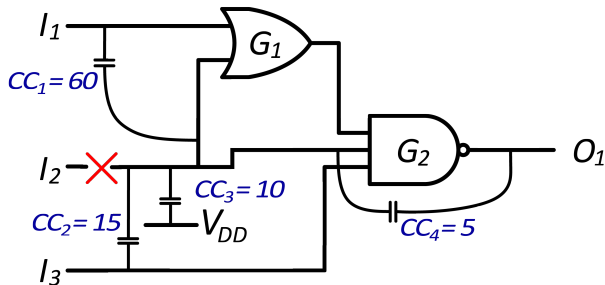 I1
G1
CC1= 60
G2
O1
I2
CC3= 10
CC2= 15
VDD
CC4= 5
I3